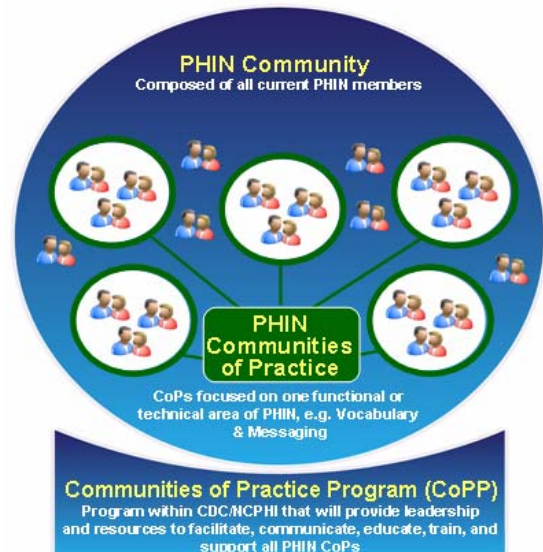 PHIN Community
Composed of all current PHIN members
PHIN
Communities
of Practice
CoPs focused on one functional or
technical area of PHIN, e.g. Vocabulary
& Messaging
Communities of Practice Program (CoPP)
Program within CDC/NCPHI that will provide leadership
and resources to facilitate, communicate, educate, train, and
support all PHIN CoPs